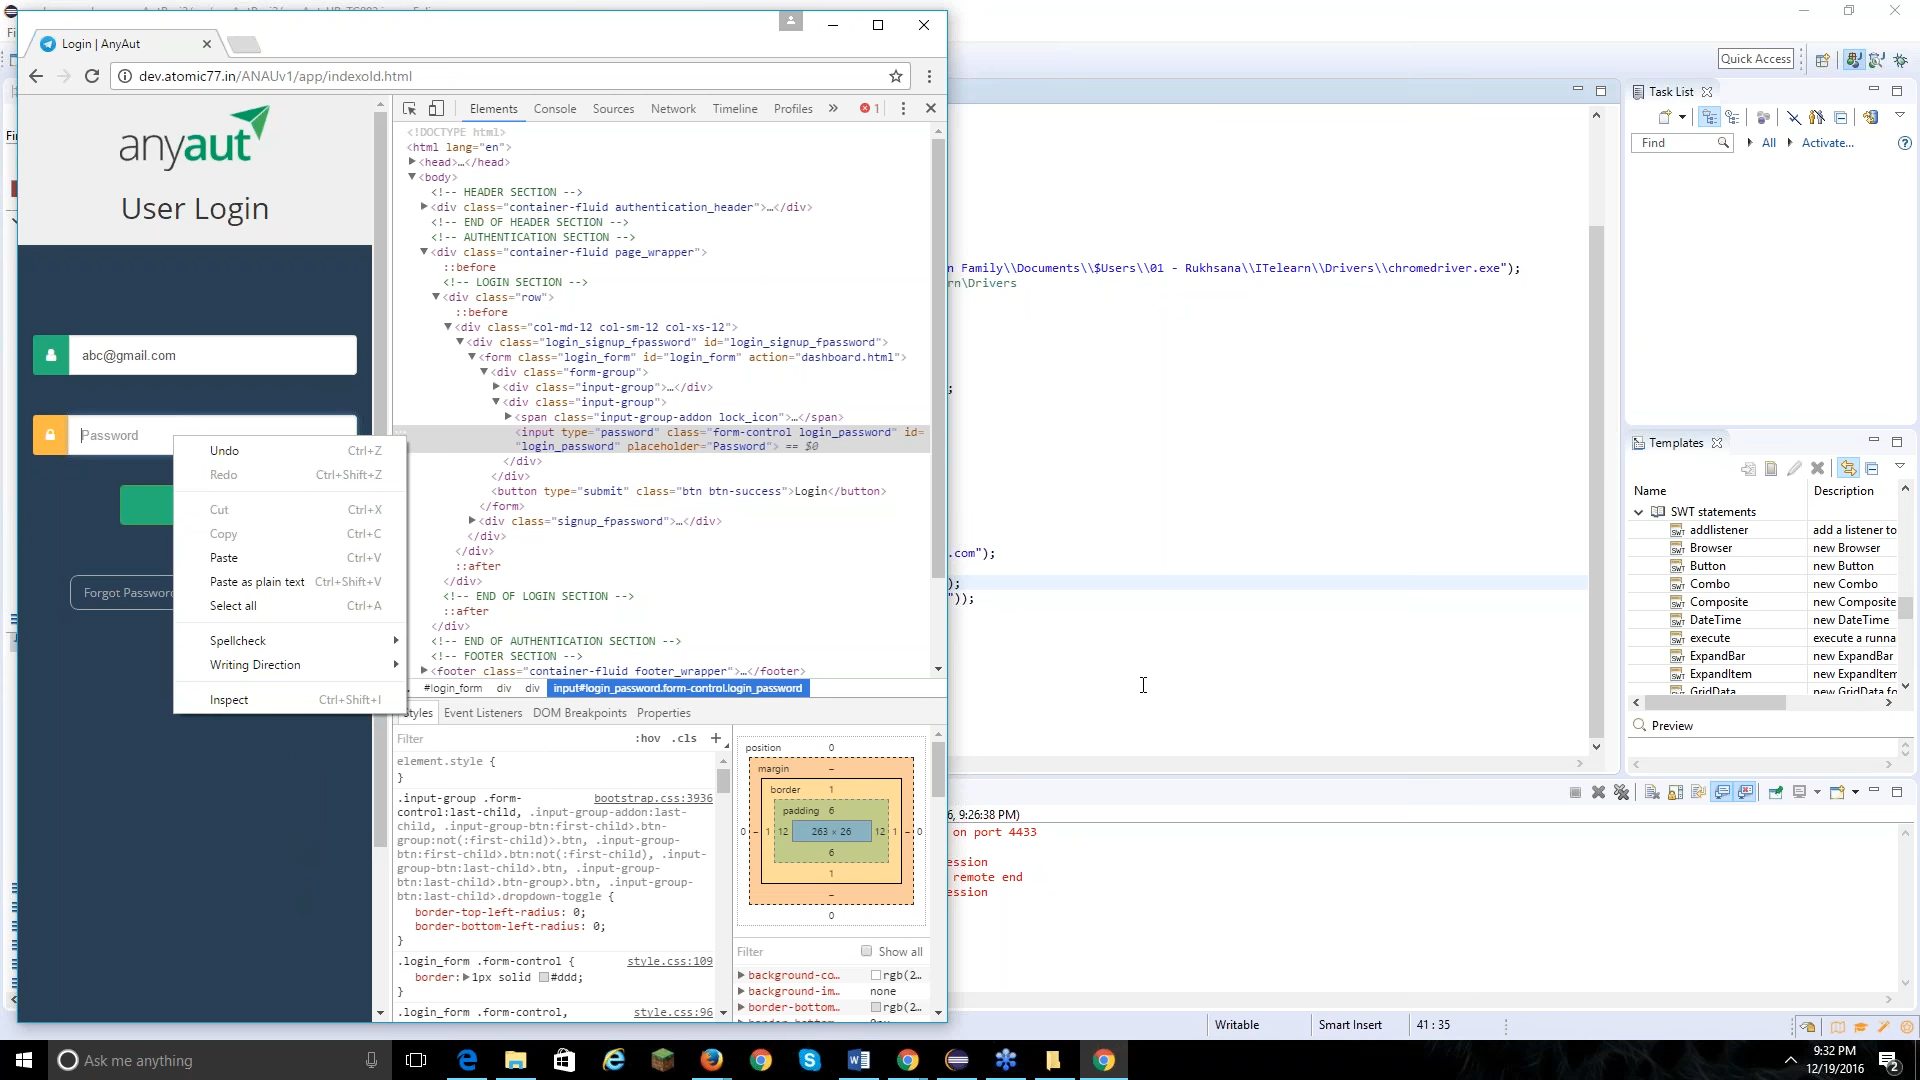 Login | AnyAut
Quick Access
dev.atomic77.in/ANAUv1/app/indexold.html
anyaut
User Login
abc@gmail.com
Password
Forgot Password
Undo Ctrl+Z
Redo Ctrl+Shift+Z
Cut Ctrl+X
Copy Ctrl+C
Paste Ctrl+V
Paste as plain text Ctrl+Shift+V
Select all Ctrl+A
Spellcheck
Writing Direction
Inspect Ctrl+Shift+I
Elements Console Sources Network Timeline Profiles » 1
<!DOCTYPE html>
<html lang="en">
<head>…</head>
<body>
<!-- HEADER SECTION -->
<div class="container-fluid authentication_header">…</div>
<!-- END OF HEADER SECTION -->
<!-- AUTHENTICATION SECTION -->
<div class="container-fluid page_wrapper">
::before
<!-- LOGIN SECTION -->
<div class="row">
::before
<div class="col-md-12 col-sm-12 col-xs-12">
<div class="login_signup_fpassword" id="login_signup_fpassword">
<form class="login_form" id="login_form" action="dashboard.html">
<div class="form-group">
<div class="input-group">…</div>
<div class="input-group">
<span class="input-group-addon lock_icon">…</span>
<input type="password" class="form-control login_password" id=
"login_password" placeholder="Password"> == $0
</div>
</div>
<button type="submit" class="btn btn-success">Login</button>
</form>
<div class="signup_fpassword">…</div>
</div>
</div>
::after
</div>
<!-- END OF LOGIN SECTION -->
::after
</div>
<!-- END OF AUTHENTICATION SECTION -->
<!-- FOOTER SECTION -->
<footer class="container-fluid footer_wrapper">…</footer>
#login_form div div input#login_password.form-control.login_password
Styles Event Listeners DOM Breakpoints Properties
Filter :hov .cls +
element.style {
}
.input-group .form- bootstrap.css:3936
control:last-child, .input-group-addon:last-
child, .input-group-btn:first-child>.btn-
group:not(:first-child)>.btn, .input-group-
btn:first-child>.btn:not(:first-child), .input-
group-btn:last-child>.btn, .input-group-
btn:last-child>.btn-group>.btn, .input-group-
btn:last-child>.dropdown-toggle {
border-top-left-radius: 0;
border-bottom-left-radius: 0;
}
.login_form .form-control { style.css:109
border: 1px solid #ddd;
}
.login_form .form-control, style.css:96
position 0
margin –
border 1
padding 6
0 – 1 12 263 × 26 12 1 – 0
6
1
–
0
Filter Show all
background-co… rgb(2…
background-im… none
border-bottom… rgb(2…
n Family\\Documents\\$Users\\01 - Rukhsana\\ITelearn\\Drivers\\chromedriver.exe");
rn\Drivers
;
.com");
);
"));
6, 9:26:38 PM)
on port 4433
ession
remote end
ession
Writable Smart Insert 41 : 35
Task List
Find All Activate...
Templates
Name Description
SWT statements
addlistener add a listener to
Browser new Browser
Button new Button
Combo new Combo
Composite new Composite
DateTime new DateTime
execute execute a runna
ExpandBar new ExpandBar
ExpandItem new ExpandItem
GridData new GridData fo
Preview
Ask me anything
9:32 PM
12/19/2016
2